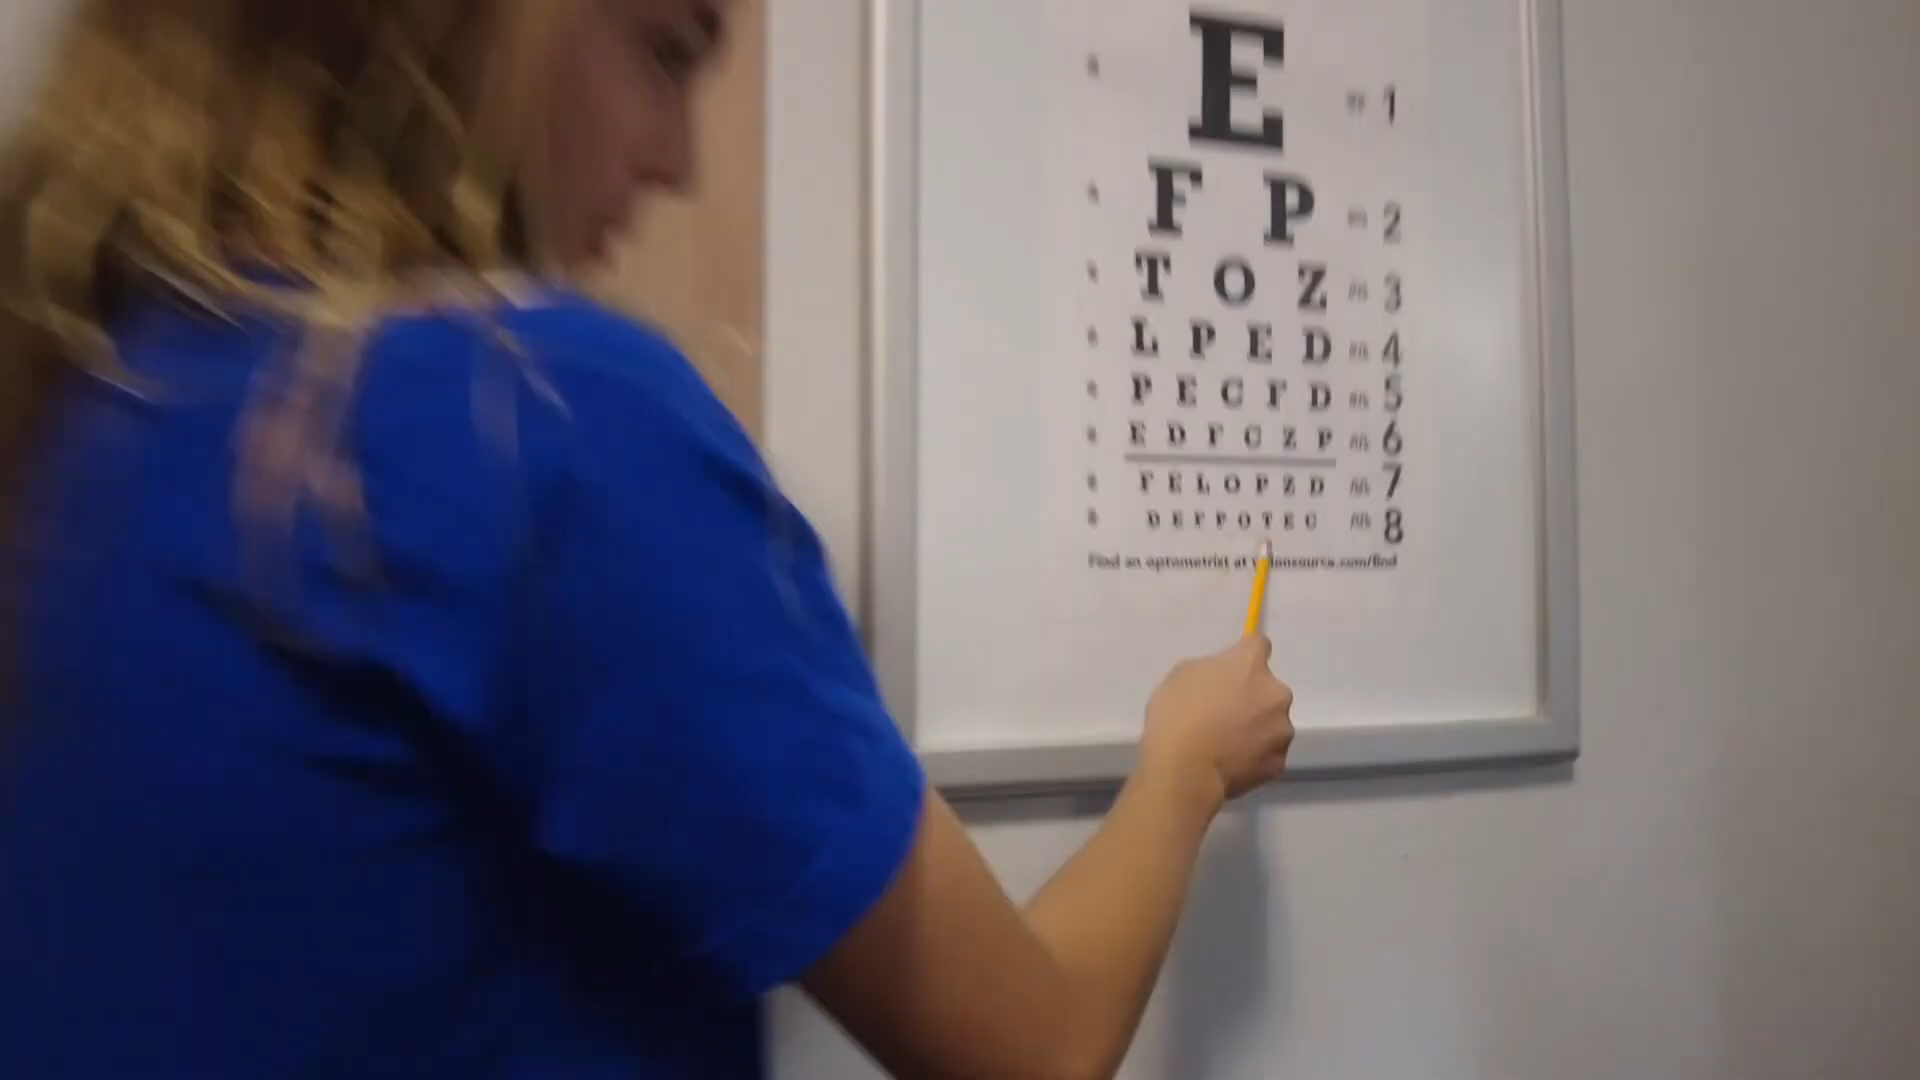 E 1
F P 2
T O Z 3
L P E D 4
P E C F D 5
E D F C Z P 6
F E L O P Z D 7
D E F P O T E C 8
Find an optometrist at